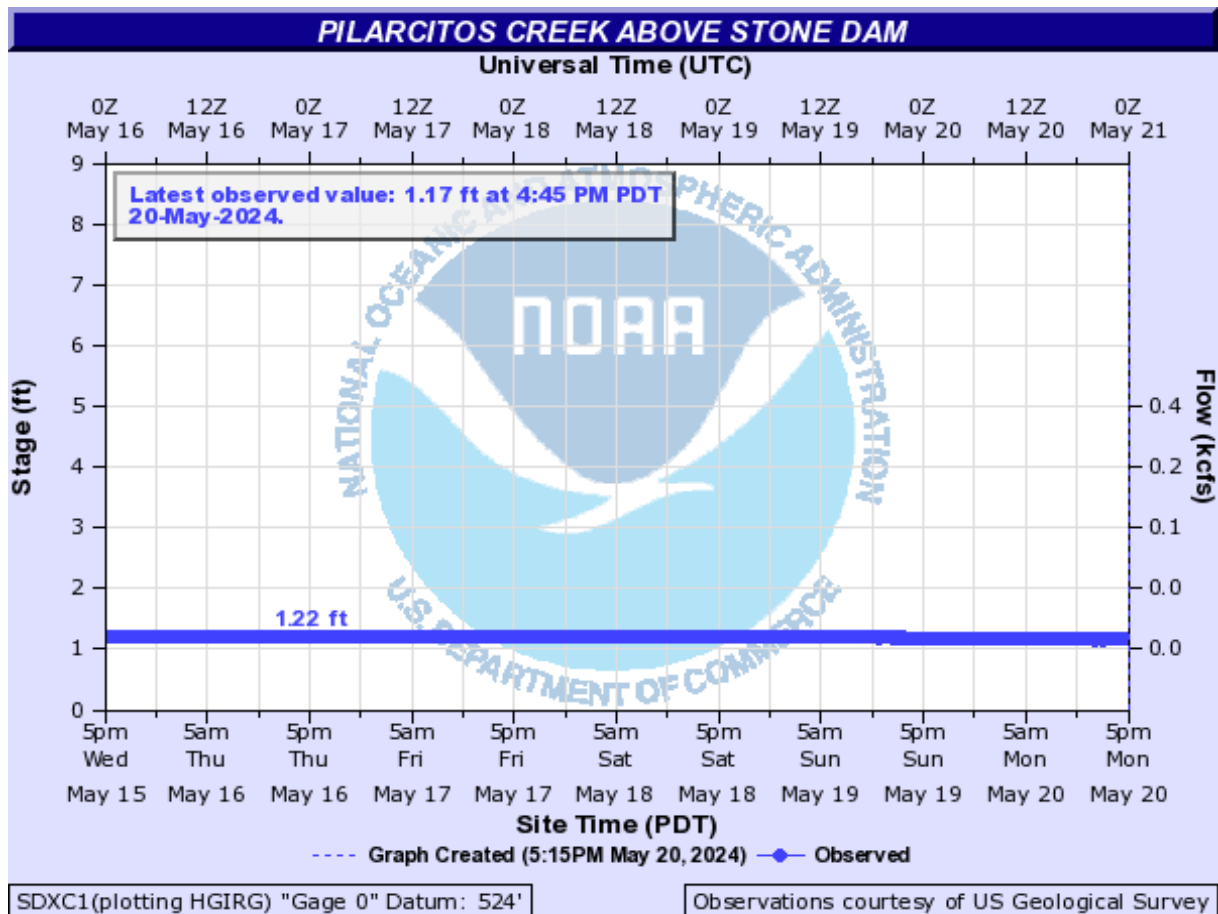 PILARCITOS CREEK ABOVE STONE DAM
Universal Time (UTC)
0Z 12Z 0Z 12Z 0Z 12Z 0Z 12Z 0Z 12Z 0Z
May 16 May 16 May 17 May 17 May 18 May 18 May 19 May 19 May 20 May 20 May 21
Latest observed value: 1.17 ft at 4:45 PM PDT
20-May-2024.
9
8
7
6
5
4
3
2
1
0
Stage (ft)
NATIONAL OCEANIC AND ATMOSPHERIC ADMINISTRATION
NOAA
U.S. DEPARTMENT OF COMMERCE
1.22 ft
0.4
0.2
0.1
0.0
0.0
Flow (kcfs)
5pm 5am 5pm 5am 5pm 5am 5pm 5am 5pm 5am 5pm
Wed Thu Thu Fri Fri Sat Sat Sun Sun Mon Mon
May 15 May 16 May 16 May 17 May 17 May 18 May 18 May 19 May 19 May 20 May 20
Site Time (PDT)
Graph Created (5:15PM May 20, 2024) Observed
SDXC1(plotting HGIRG) "Gage 0" Datum: 524'
Observations courtesy of US Geological Survey